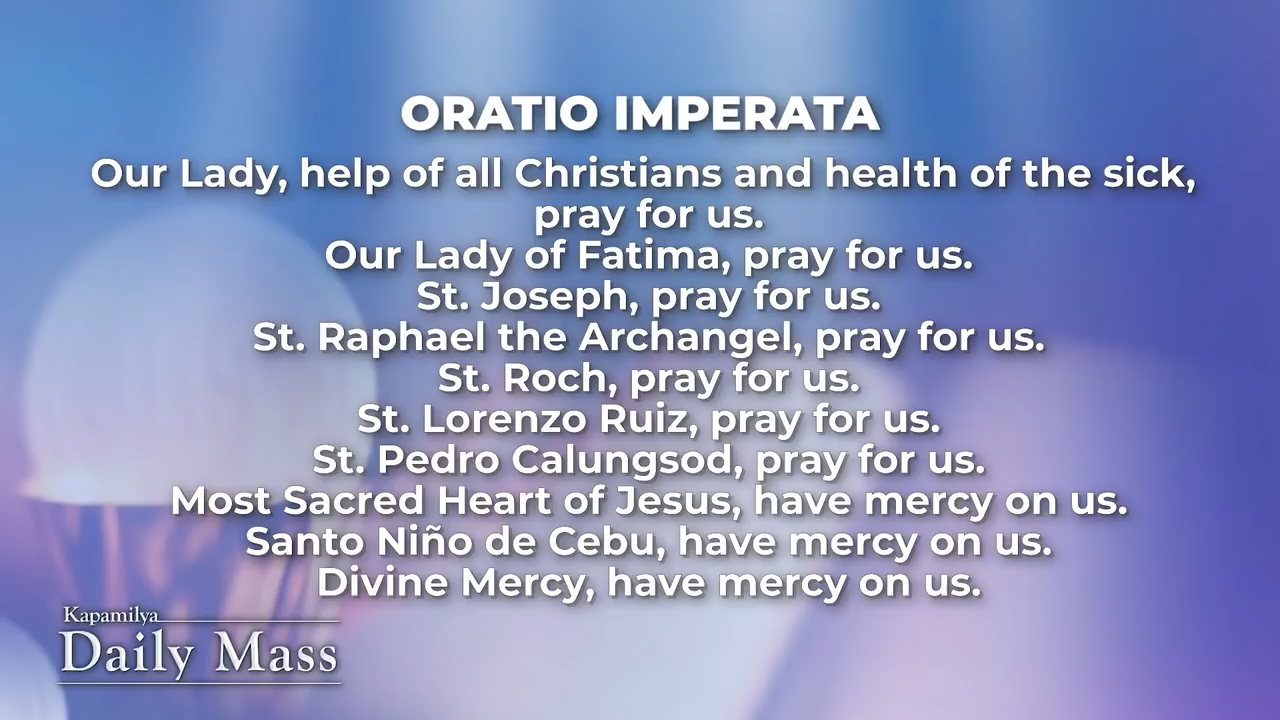 ORATIO IMPERATA
Our Lady, help of all Christians and health of the sick,
pray for us.
Our Lady of Fatima, pray for us.
St. Joseph, pray for us.
St. Raphael the Archangel, pray for us.
St. Roch, pray for us.
St. Lorenzo Ruiz, pray for us.
St. Pedro Calungsod, pray for us.
Most Sacred Heart of Jesus, have mercy on us.
Santo Niño de Cebu, have mercy on us.
Divine Mercy, have mercy on us.
Kapamilya
Daily Mass